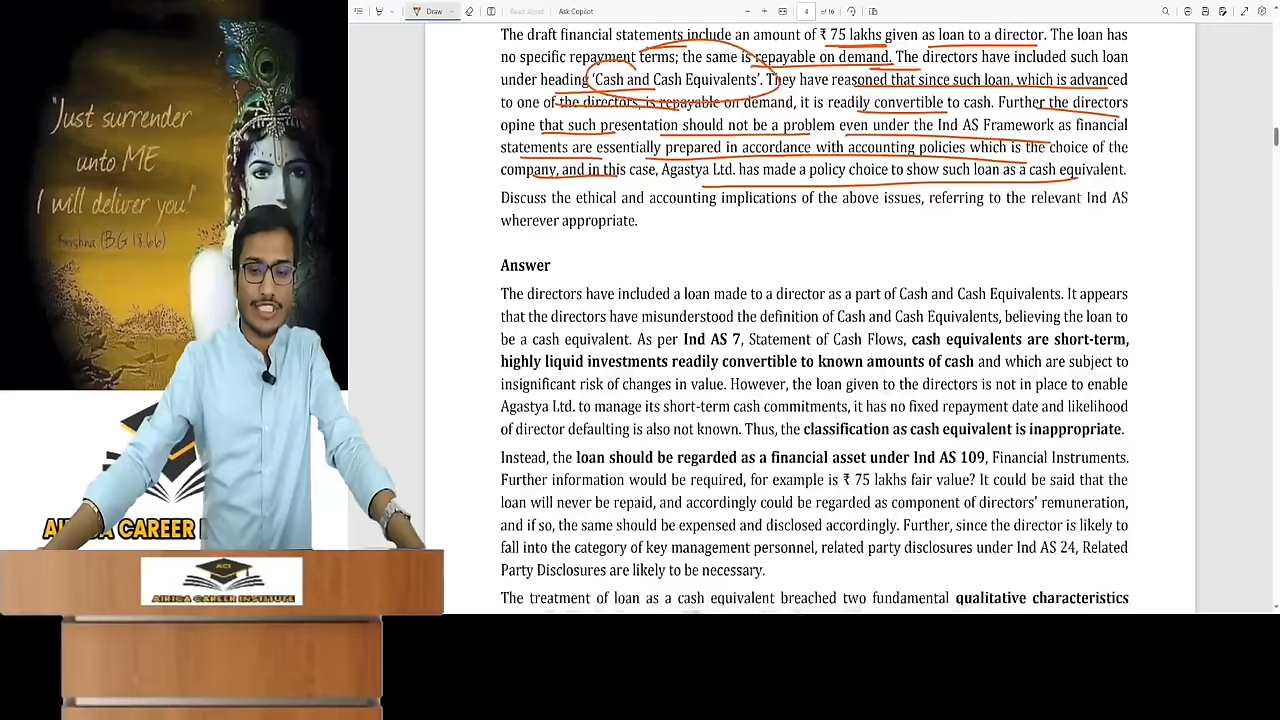 "Just surrender
unto ME
I will deliver you"
Krishna (BG 18:66)
A CAREER
ACI
AIRIGA CAREER INSTITUTE
Draw
Read aloud
Ask Copilot
4
of 16
The draft financial statements include an amount of ₹ 75 lakhs given as loan to a director. The loan has
no specific repayment terms; the same is repayable on demand. The directors have included such loan
under heading ‘Cash and Cash Equivalents’. They have reasoned that since such loan, which is advanced
to one of the directors, is repayable on demand, it is readily convertible to cash. Further the directors
opine that such presentation should not be a problem even under the Ind AS Framework as financial
statements are essentially prepared in accordance with accounting policies which is the choice of the
company, and in this case, Agastya Ltd. has made a policy choice to show such loan as a cash equivalent.
Discuss the ethical and accounting implications of the above issues, referring to the relevant Ind AS
wherever appropriate.
Answer
The directors have included a loan made to a director as a part of Cash and Cash Equivalents. It appears
that the directors have misunderstood the definition of Cash and Cash Equivalents, believing the loan to
be a cash equivalent. As per Ind AS 7, Statement of Cash Flows, cash equivalents are short-term,
highly liquid investments readily convertible to known amounts of cash and which are subject to
insignificant risk of changes in value. However, the loan given to the directors is not in place to enable
Agastya Ltd. to manage its short-term cash commitments, it has no fixed repayment date and likelihood
of director defaulting is also not known. Thus, the classification as cash equivalent is inappropriate.
Instead, the loan should be regarded as a financial asset under Ind AS 109, Financial Instruments.
Further information would be required, for example is ₹ 75 lakhs fair value? It could be said that the
loan will never be repaid, and accordingly could be regarded as component of directors’ remuneration,
and if so, the same should be expensed and disclosed accordingly. Further, since the director is likely to
fall into the category of key management personnel, related party disclosures under Ind AS 24, Related
Party Disclosures are likely to be necessary.
The treatment of loan as a cash equivalent breached two fundamental qualitative characteristics